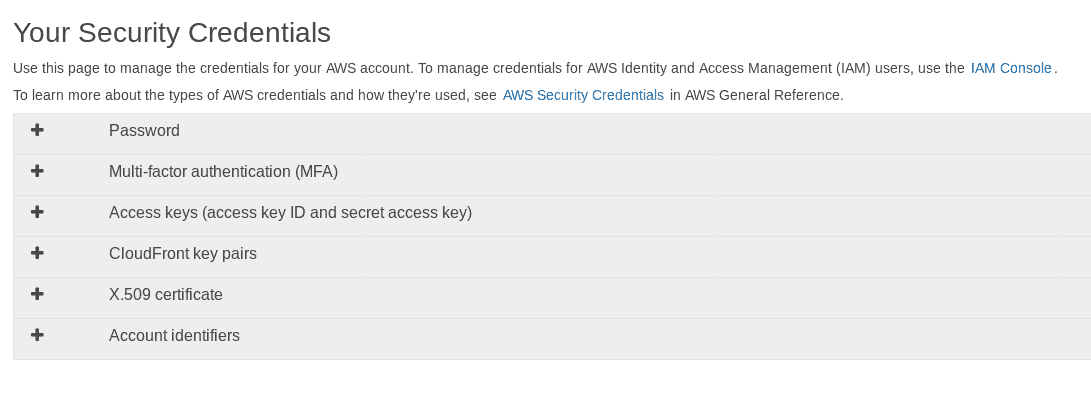 Your Security Credentials
Use this page to manage the credentials for your AWS account. To manage credentials for AWS Identity and Access Management (IAM) users, use the IAM Console.
To learn more about the types of AWS credentials and how they're used, see AWS Security Credentials in AWS General Reference.
Password
Multi-factor authentication (MFA)
Access keys (access key ID and secret access key)
CloudFront key pairs
X.509 certificate
Account identifiers